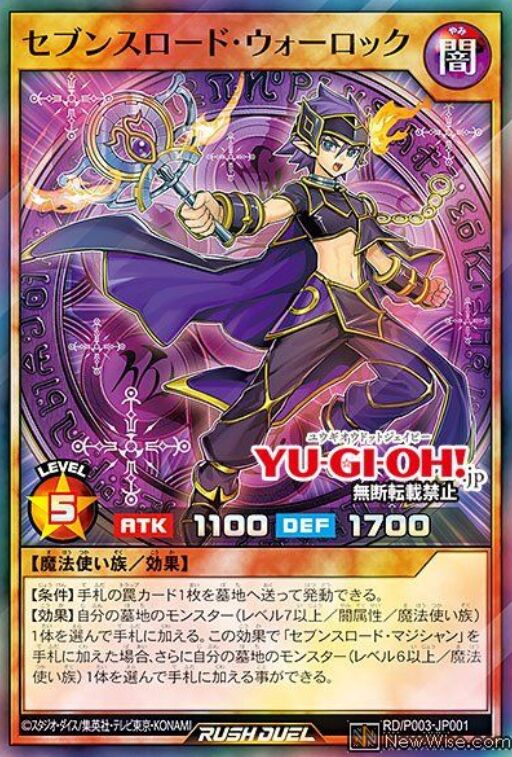 セブンスロード・ウォーロック
やみ
闇
ユウギオウドットジェイピー
YU-GI-OH!.jp
無断転載禁止
LEVEL
5
ATK 1100 DEF 1700
【魔法使い族／効果】
【条件】手札の罠カード1枚を墓地へ送って発動できる。
【効果】自分の墓地のモンスター（レベル7以上／闇属性／魔法使い族）
1体を選んで手札に加える。この効果で「セブンスロード・マジシャン」を
手札に加えた場合、さらに自分の墓地のモンスター（レベル6以上／魔法
使い族）1体を選んで手札に加える事ができる。
©スタジオ・ダイス/集英社・テレビ東京・KONAMI
RUSH DUEL
RD/P003-JP001
NewWise.com